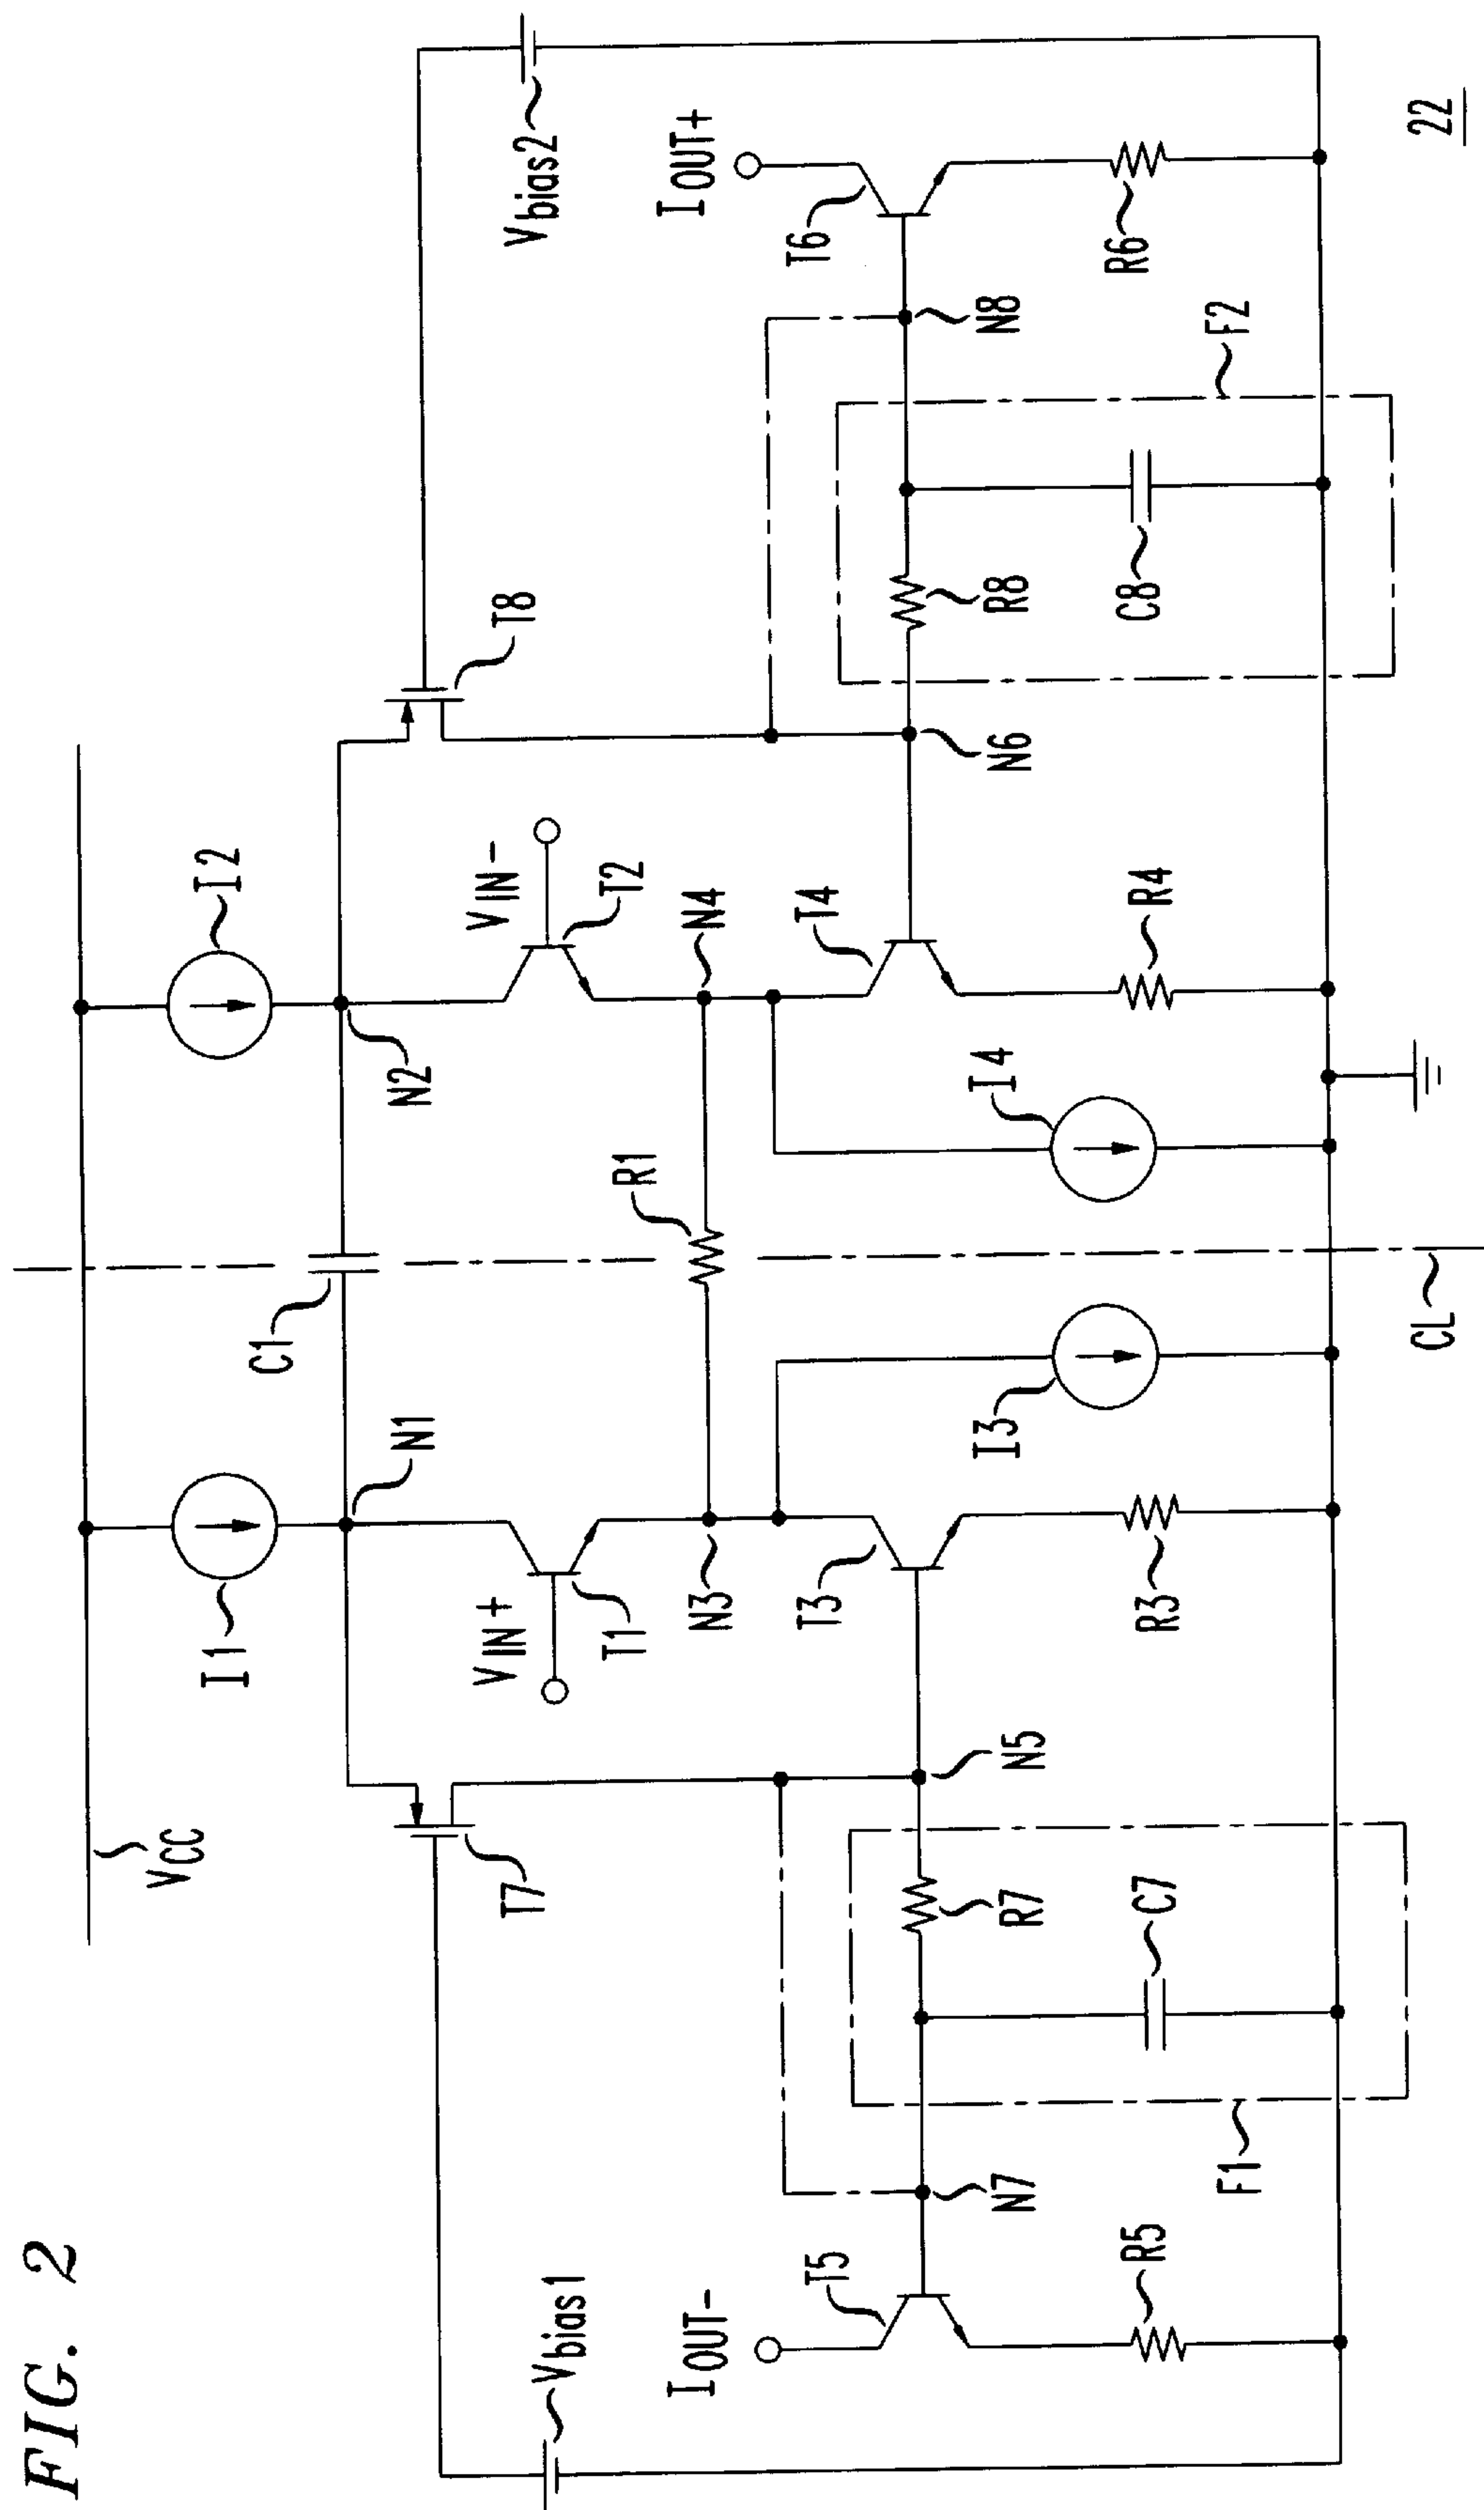 FIG. 2
VCC
I1
I2
C1
N1
N2
T7
T8
Vbias1
Vbias2
VIN+
T1
VIN-
T2
R1
N3
N4
IOUT-
T5
T3
T4
T6
IOUT+
N7
R7
N5
I3
I4
N6
R8
N8
R5
C7
R3
R4
C8
R6
F1
F2
CL
22